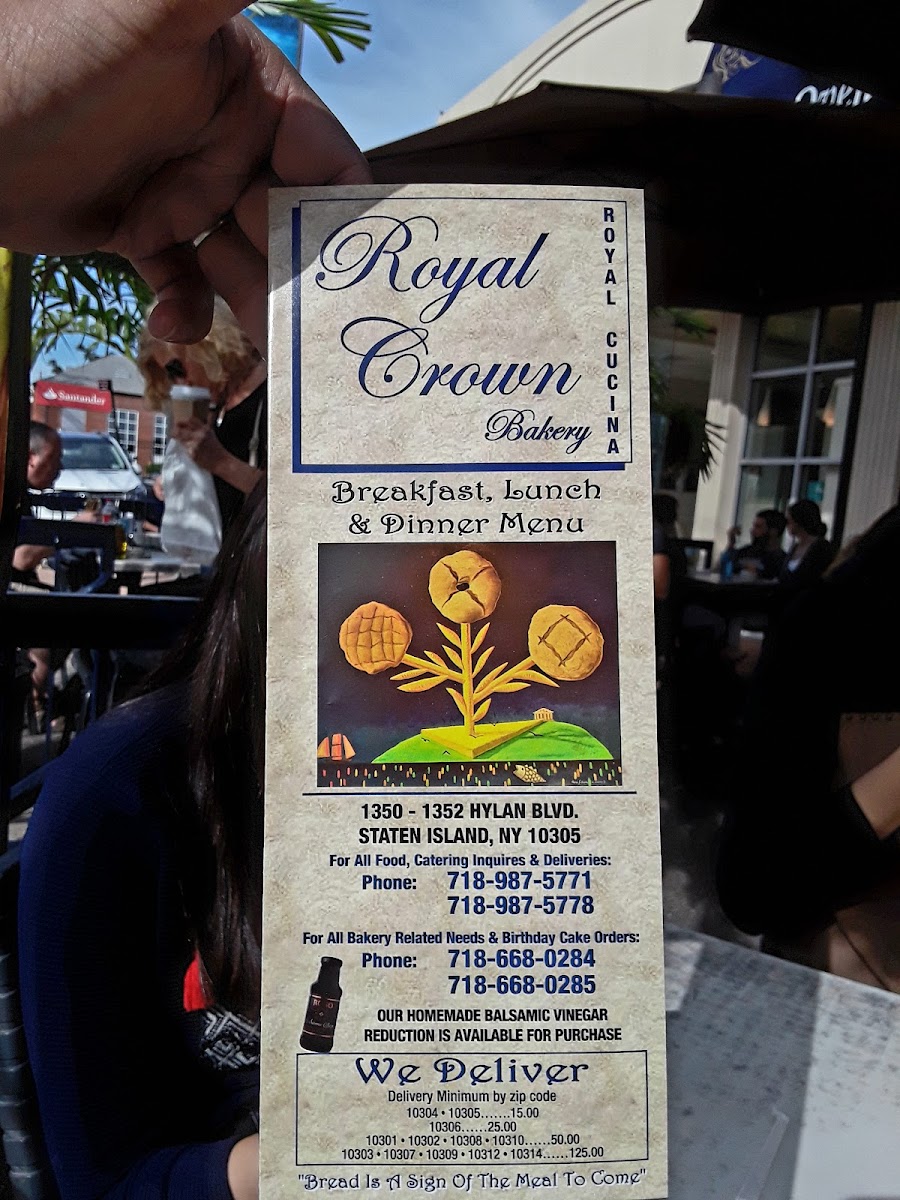 Royal
Crown
Bakery
ROYAL CUCINA
Breakfast, Lunch
& Dinner Menu
1350 - 1352 HYLAN BLVD.
STATEN ISLAND, NY 10305
For All Food, Catering Inquires & Deliveries:
Phone: 718-987-5771
718-987-5778
For All Bakery Related Needs & Birthday Cake Orders:
Phone: 718-668-0284
718-668-0285
OUR HOMEMADE BALSAMIC VINEGAR
REDUCTION IS AVAILABLE FOR PURCHASE
We Deliver
Delivery Minimum by zip code
10304 • 10305.......15.00
10306......25.00
10301 • 10302 • 10308 • 10310......50.00
10303 • 10307 • 10309 • 10312 • 10314......125.00
"Bread Is A Sign Of The Meal To Come"
Santander